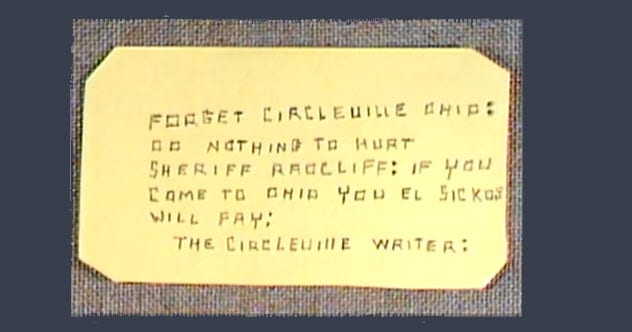 FORGET CIRCLEVILLE OHIO:
DO NOTHING TO HURT
SHERIFF RADCLIFF: IF YOU
COME TO OHIO YOU EL SICKOS
WILL PAY:
THE CIRCLEVILLE WRITER: